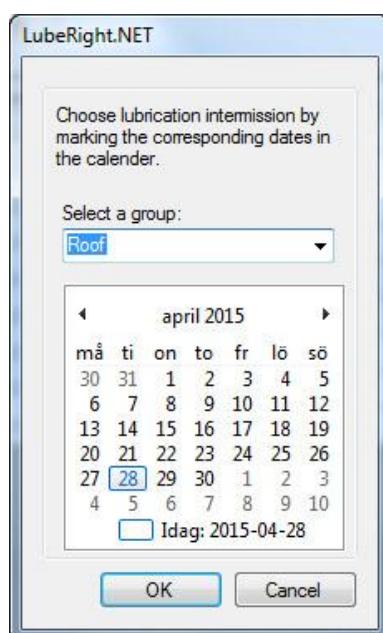 LubeRight.NET
Choose lubrication intermission by
marking the corresponding dates in
the calender.
Select a group:
Roof
april 2015
må ti on to fr lö sö
30 31 1 2 3 4 5
6 7 8 9 10 11 12
13 14 15 16 17 18 19
20 21 22 23 24 25 26
27 28 29 30 1 2 3
4 5 6 7 8 9 10
Idag: 2015-04-28
OK Cancel